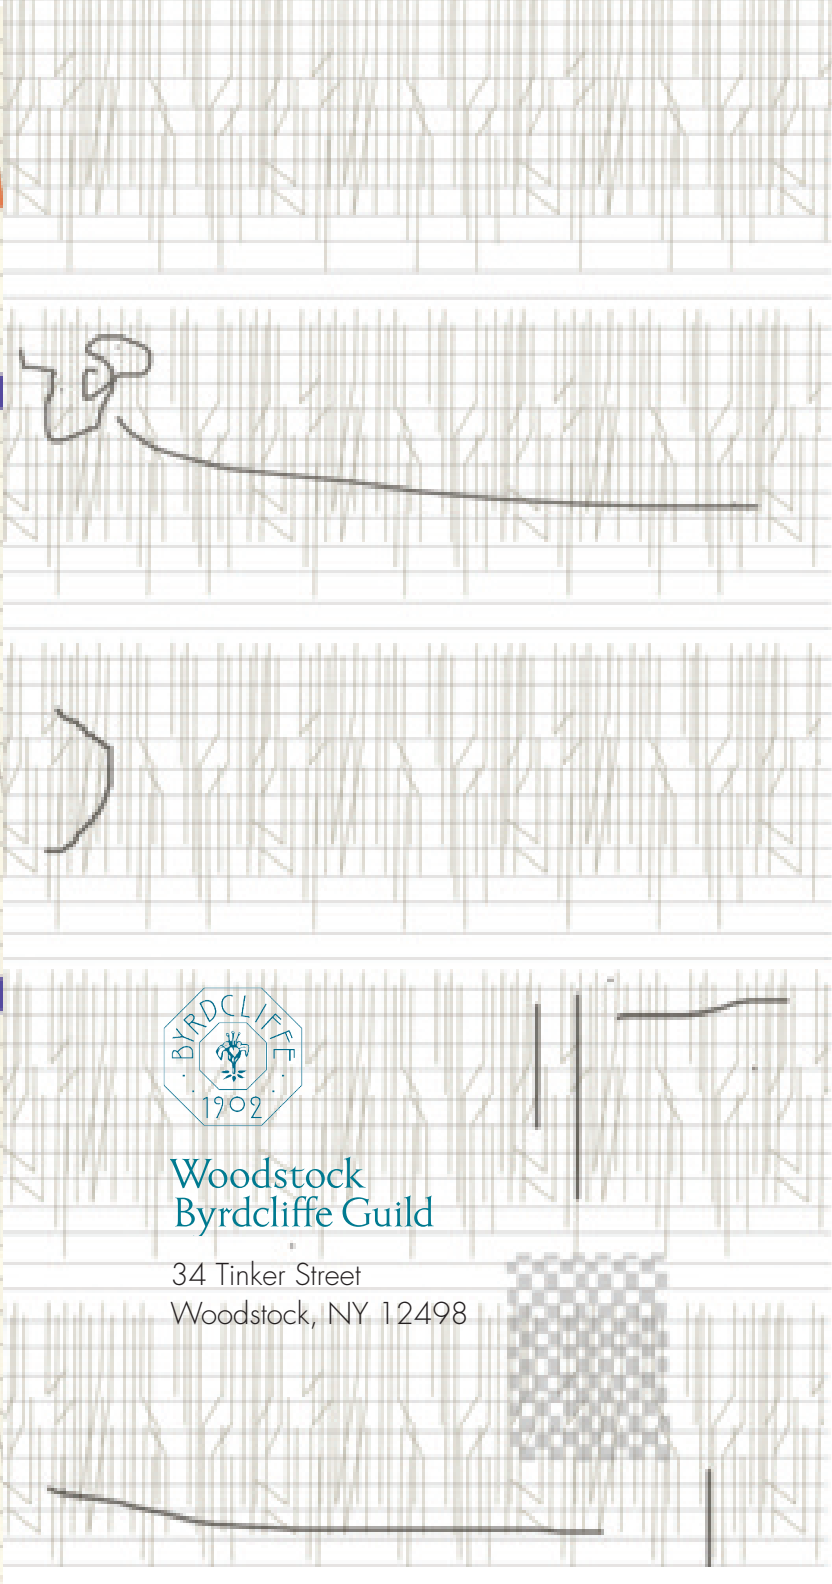 BYRDCLIFFE
1902
Woodstock
Byrdcliffe Guild
34 Tinker Street
Woodstock, NY 12498